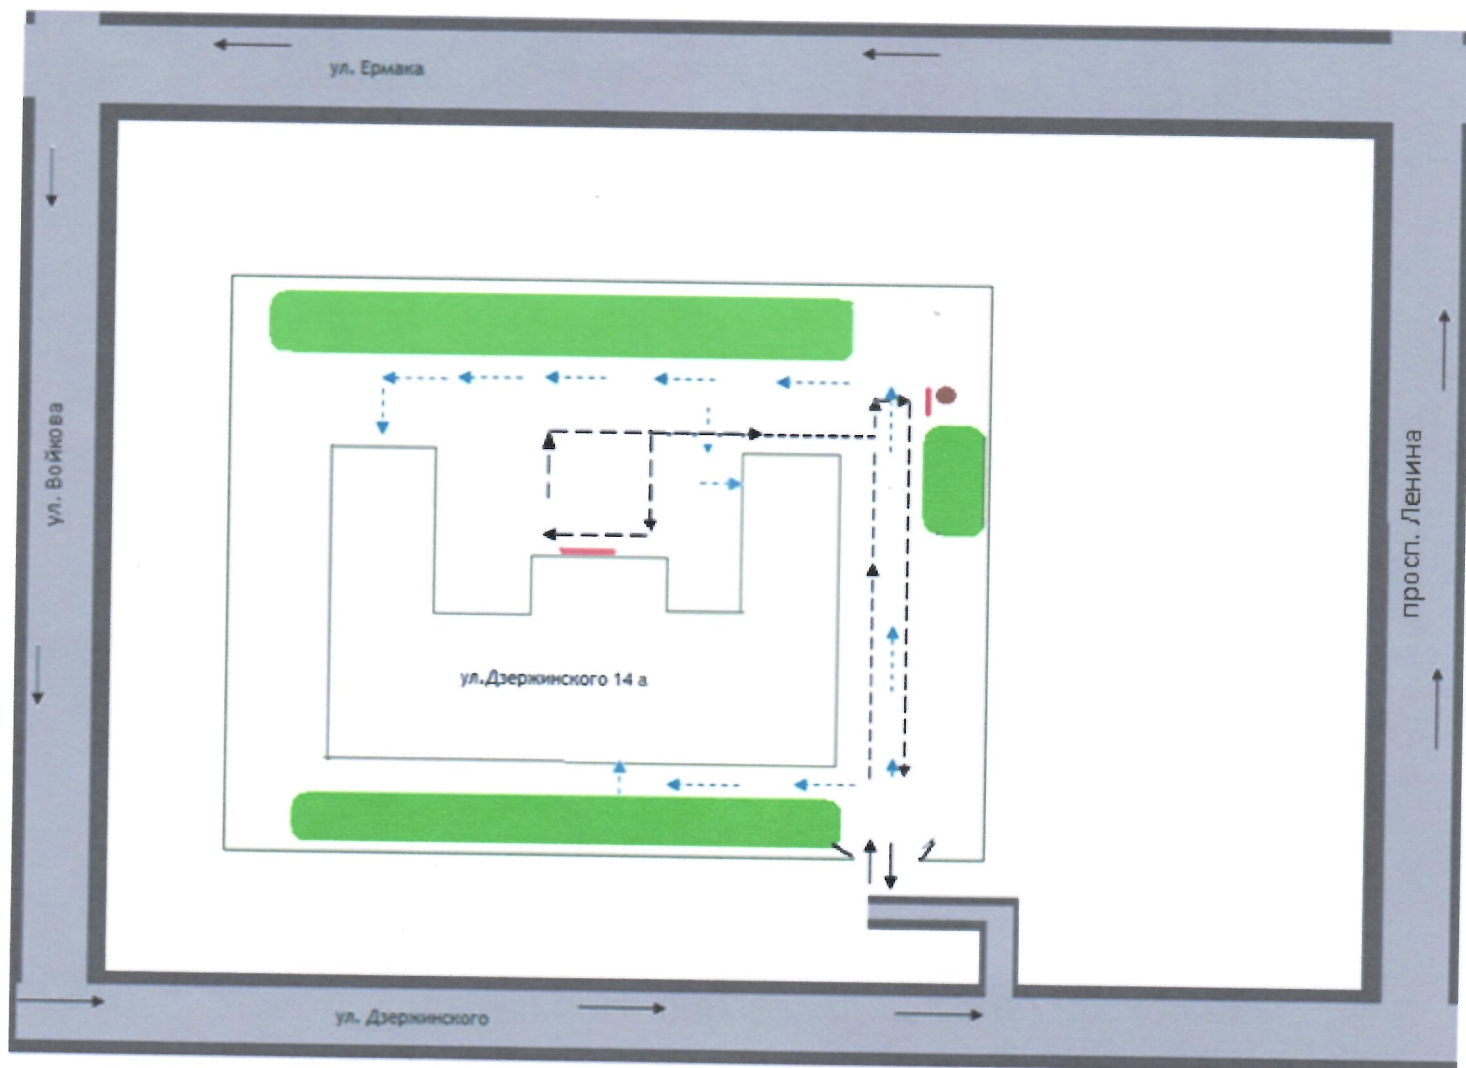 ул. Ермака
ул. Войкова
просп. Ленина
ул.Дзержинского 14 а
ул. Дзержинского